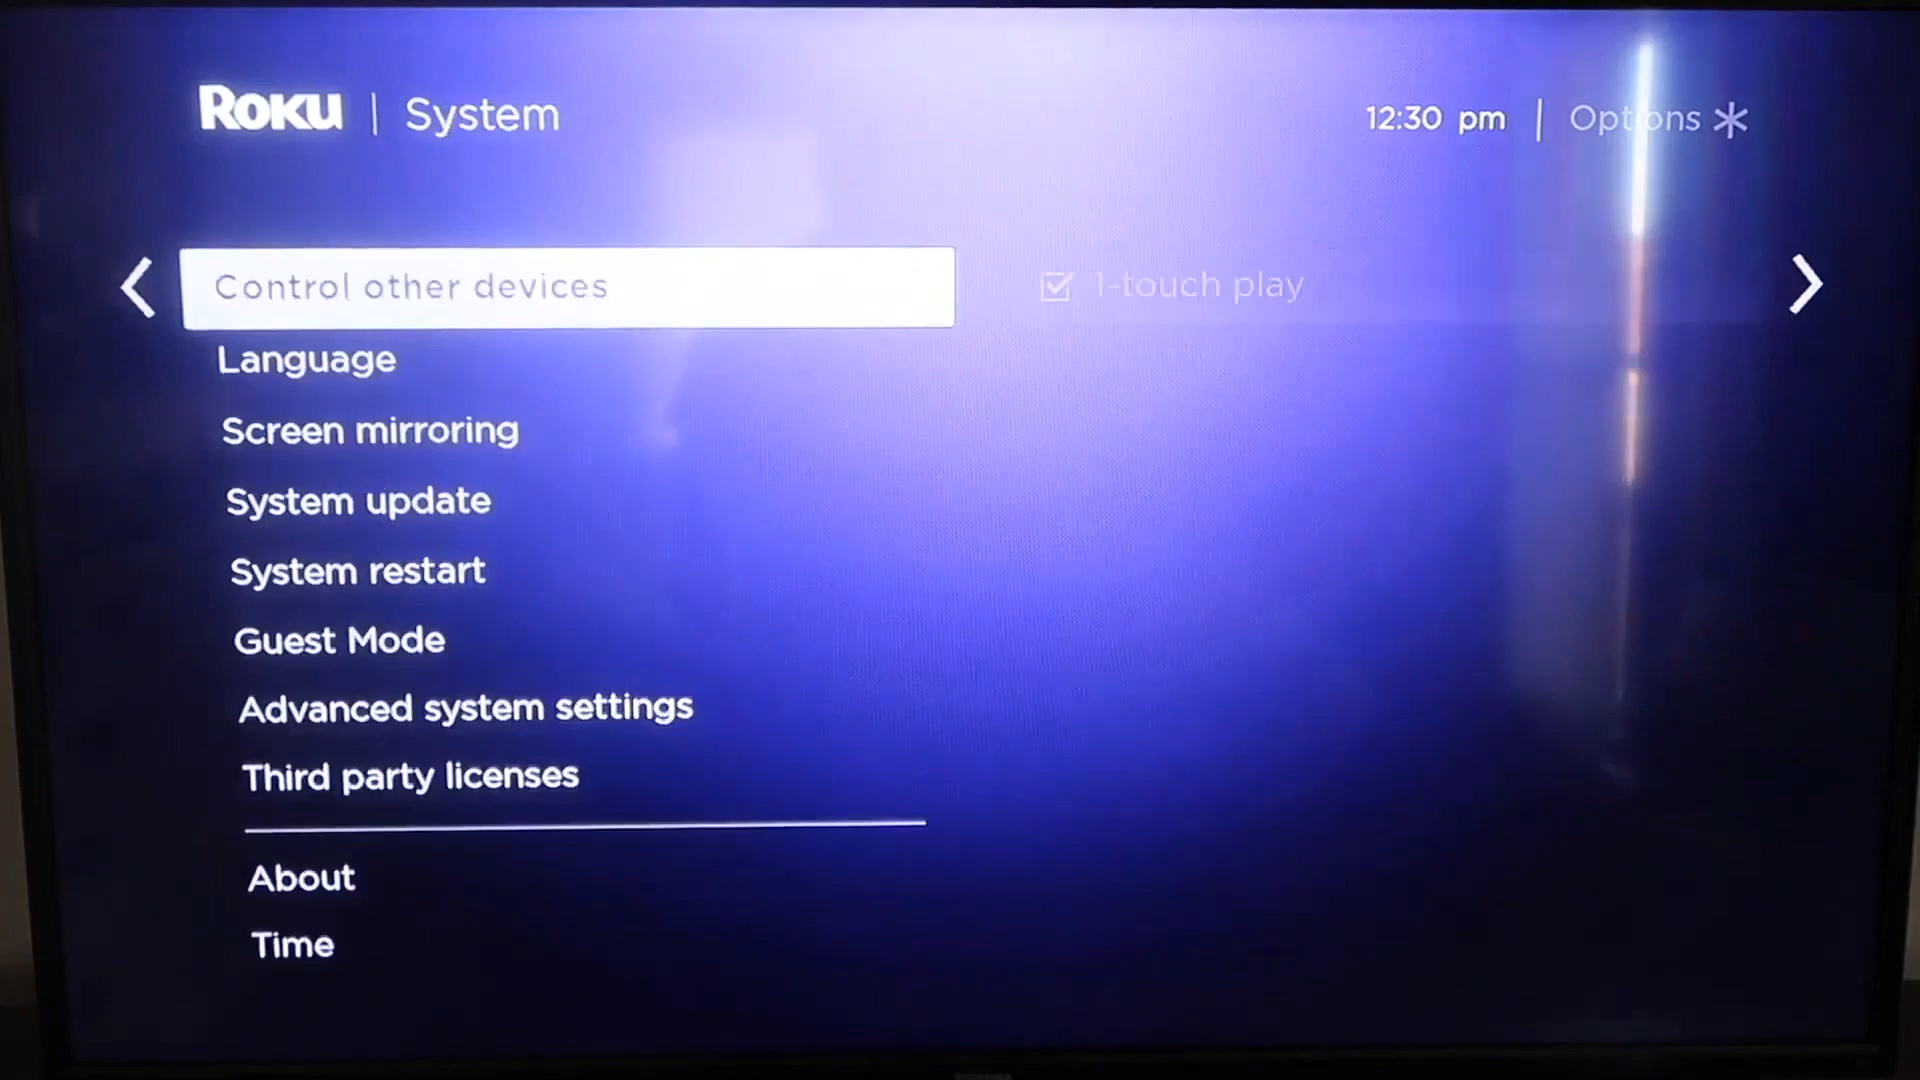 Roku | System
12:30 pm | Options *
Control other devices
1-touch play
Language
Screen mirroring
System update
System restart
Guest Mode
Advanced system settings
Third party licenses
About
Time